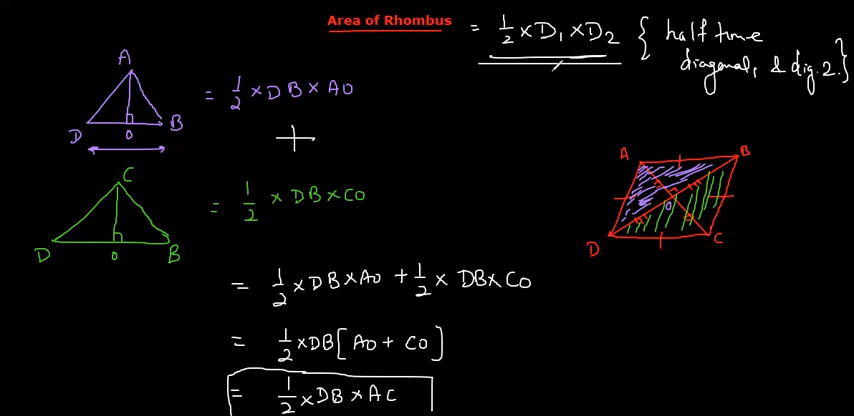 Area of Rhombus
= 1/2 × D1 × D2 { half time
diagonal1 & dig.2. }
A
D O B
= 1/2 × DB × AO
+
C
D O B
= 1/2 × DB × CO
A B
O
D C
= 1/2 × DB × AO + 1/2 × DB × CO
= 1/2 × DB [ AO + CO ]
= 1/2 × DB × AC